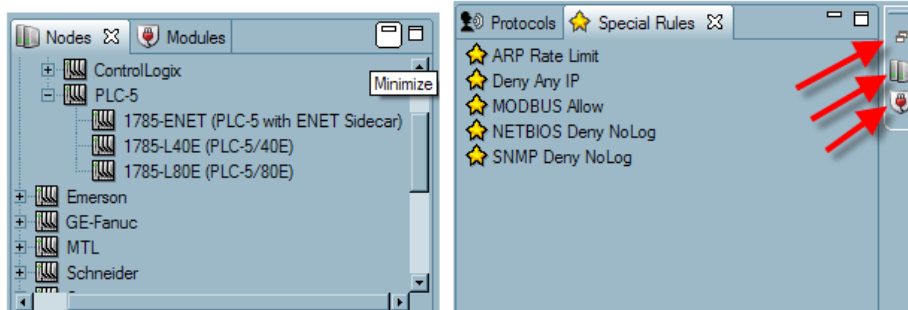 Nodes
Modules
ControlLogix
Minimize
PLC-5
1785-ENET (PLC-5 with ENET Sidecar)
1785-L40E (PLC-5/40E)
1785-L80E (PLC-5/80E)
Emerson
GE-Fanuc
MTL
Schneider
Protocols
Special Rules
ARP Rate Limit
Deny Any IP
MODBUS Allow
NETBIOS Deny NoLog
SNMP Deny NoLog